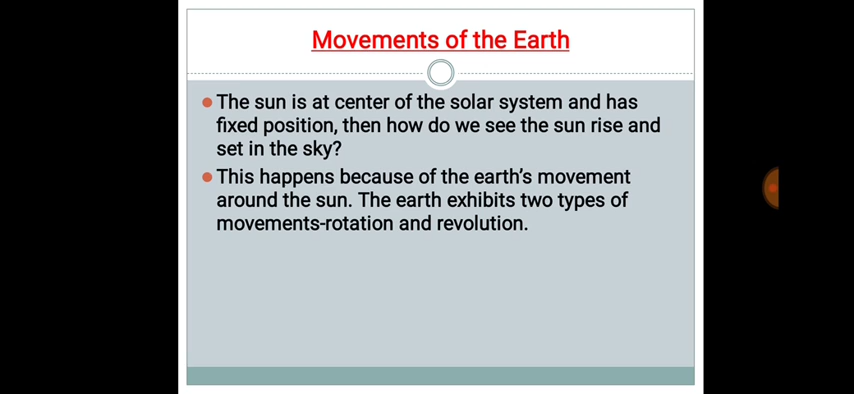 Movements of the Earth
The sun is at center of the solar system and has
fixed position, then how do we see the sun rise and
set in the sky?
This happens because of the earth's movement
around the sun. The earth exhibits two types of
movements-rotation and revolution.